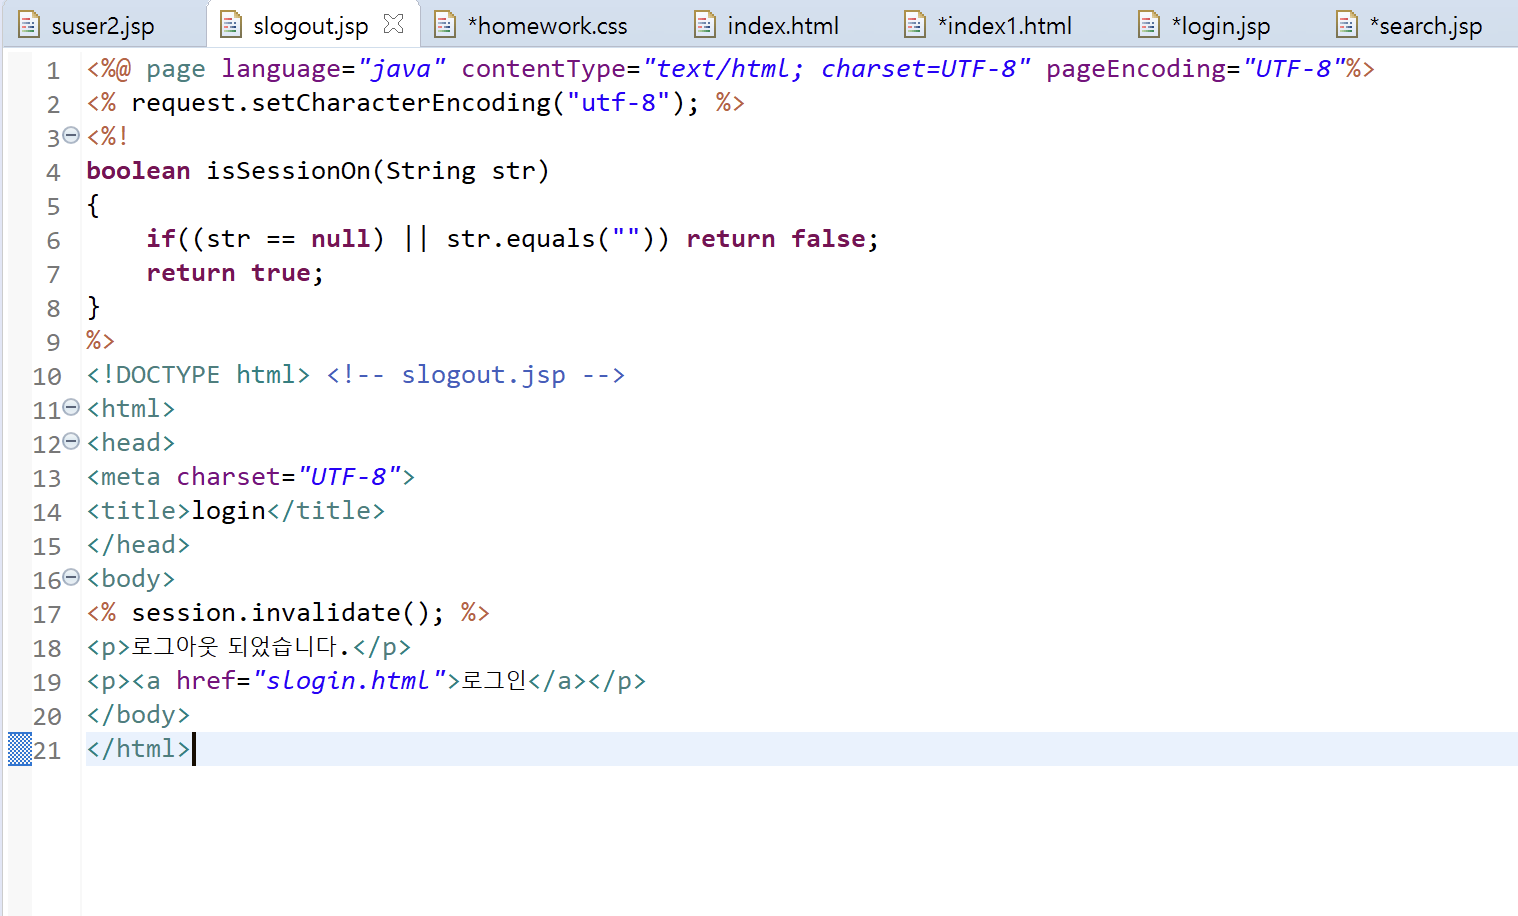 suser2.jsp slogout.jsp *homework.css index.html *index1.html *login.jsp *search.jsp
1 <%@ page language="java" contentType="text/html; charset=UTF-8" pageEncoding="UTF-8"%>
2 <% request.setCharacterEncoding("utf-8"); %>
3 <%!
4 boolean isSessionOn(String str)
5 {
6     if((str == null) || str.equals("")) return false;
7     return true;
8 }
9 %>
10 <!DOCTYPE html> <!-- slogout.jsp -->
11 <html>
12 <head>
13 <meta charset="UTF-8">
14 <title>login</title>
15 </head>
16 <body>
17 <% session.invalidate(); %>
18 <p>로그아웃 되었습니다.</p>
19 <p><a href="slogin.html">로그인</a></p>
20 </body>
21 </html>